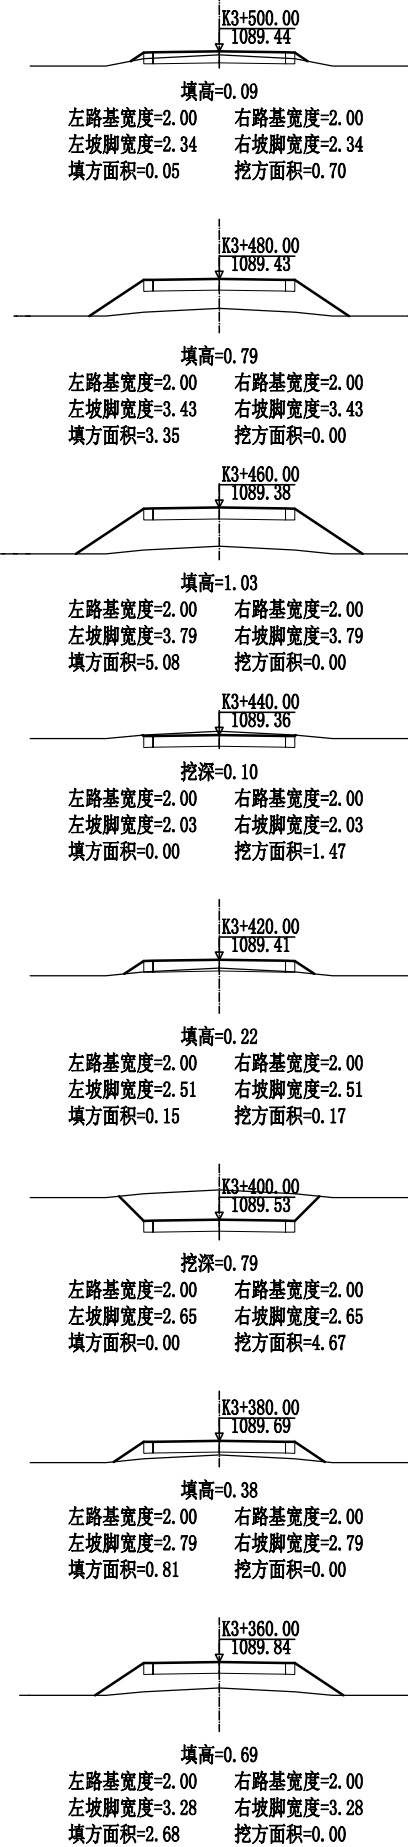 K3+500.00
1089.44
填高=0.09
左路基宽度=2.00 右路基宽度=2.00
左坡脚宽度=2.34 右坡脚宽度=2.34
填方面积=0.05 挖方面积=0.70
K3+480.00
1089.43
填高=0.79
左路基宽度=2.00 右路基宽度=2.00
左坡脚宽度=3.43 右坡脚宽度=3.43
填方面积=3.35 挖方面积=0.00
K3+460.00
1089.38
填高=1.03
左路基宽度=2.00 右路基宽度=2.00
左坡脚宽度=3.79 右坡脚宽度=3.79
填方面积=5.08 挖方面积=0.00
K3+440.00
1089.36
挖深=0.10
左路基宽度=2.00 右路基宽度=2.00
左坡脚宽度=2.03 右坡脚宽度=2.03
填方面积=0.00 挖方面积=1.47
K3+420.00
1089.41
填高=0.22
左路基宽度=2.00 右路基宽度=2.00
左坡脚宽度=2.51 右坡脚宽度=2.51
填方面积=0.15 挖方面积=0.17
K3+400.00
1089.53
挖深=0.79
左路基宽度=2.00 右路基宽度=2.00
左坡脚宽度=2.65 右坡脚宽度=2.65
填方面积=0.00 挖方面积=4.67
K3+380.00
1089.69
填高=0.38
左路基宽度=2.00 右路基宽度=2.00
左坡脚宽度=2.79 右坡脚宽度=2.79
填方面积=0.81 挖方面积=0.00
K3+360.00
1089.84
填高=0.69
左路基宽度=2.00 右路基宽度=2.00
左坡脚宽度=3.28 右坡脚宽度=3.28
填方面积=2.68 挖方面积=0.00